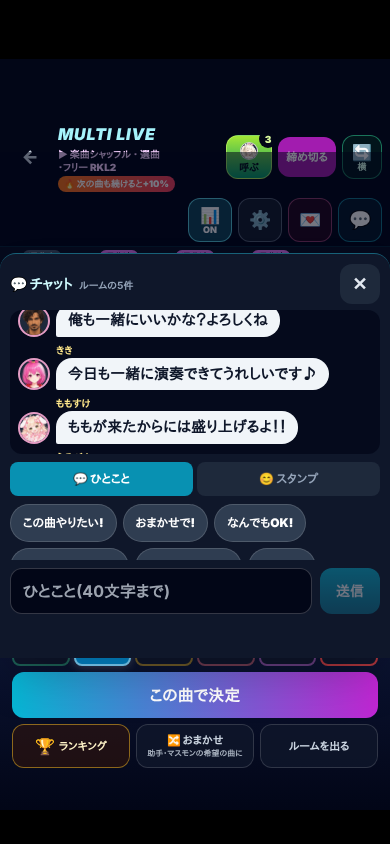 MULTI LIVE
▶ 楽曲シャッフル・選曲
・フリー RKL2
🔥 次の曲も続けると+10%
3
呼ぶ
締め切る
横
ON
💬 チャット ルームの5件
✕
俺も一緒にいいかな?よろしくね
きき
今日も一緒に演奏できてうれしいです♪
ももすけ
ももが来たからには盛り上げるよ!!
💬 ひとこと
😊 スタンプ
この曲やりたい!
おまかせで!
なんでもOK!
ひとこと(40文字まで)
送信
この曲で決定
🏆 ランキング
🔀 おまかせ
助手・マスモンの希望の曲に
ルームを出る